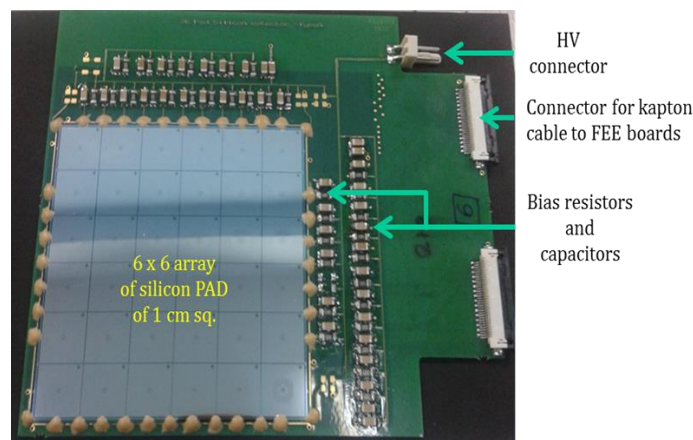 HV
connector
Connector for kapton
cable to FEE boards
Bias resistors
and
capacitors
6 x 6 array
of silicon PAD
of 1 cm sq.
6